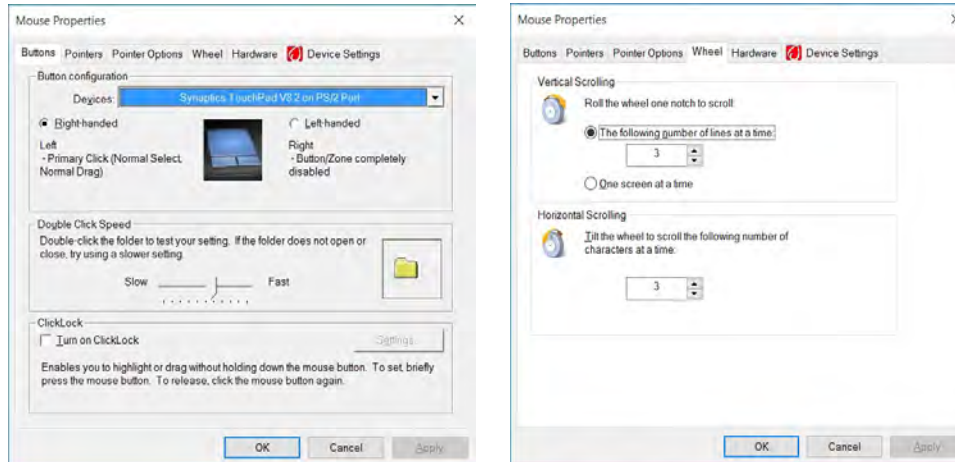 Mouse Properties
Buttons Pointers Pointer Options Wheel Hardware Device Settings
Button configuration
Devices: Synaptics TouchPad V8.2 on PS/2 Port
Right-handed
Left-handed
Left
- Primary Click (Normal Select, Normal Drag)
Right
- Button/Zone completely disabled
Double Click Speed
Double-click the folder to test your setting. If the folder does not open or
close, try using a slower setting.
Slow Fast
ClickLock
Turn on ClickLock
Settings...
Enables you to highlight or drag without holding down the mouse button. To set, briefly
press the mouse button. To release, click the mouse button again.
OK Cancel Apply
Mouse Properties
Buttons Pointers Pointer Options Wheel Hardware Device Settings
Vertical Scrolling
Roll the wheel one notch to scroll:
The following number of lines at a time:
3
One screen at a time
Horizontal Scrolling
Tilt the wheel to scroll the following number of
characters at a time:
3
OK Cancel Apply